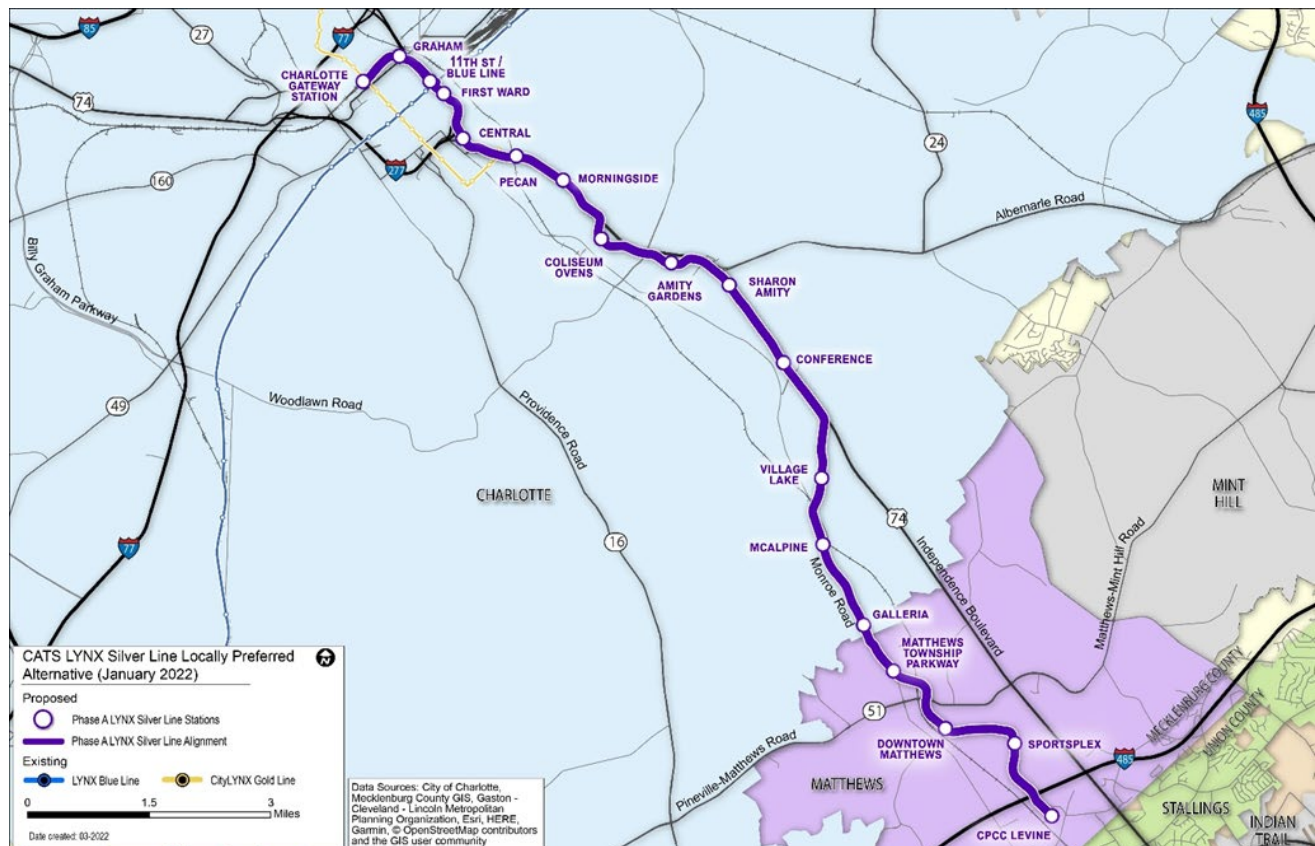 85
27
77
GRAHAM
11TH ST /
BLUE LINE
CHARLOTTE
GATEWAY
STATION
FIRST WARD
74
485
CENTRAL
24
277
160
PECAN
MORNINGSIDE
Albemarle Road
Billy Graham Parkway
COLISEUM
OVENS
AMITY
GARDENS
SHARON
AMITY
CONFERENCE
49
Woodlawn Road
Providence Road
VILLAGE
LAKE
CHARLOTTE
MINT
HILL
74
16
77
MCALPINE
Independence Boulevard
Matthews-Mint Hill Road
Monroe Road
GALLERIA
MATTHEWS
TOWNSHIP
PARKWAY
MECKLENBURG COUNTY
UNION COUNTY
51
DOWNTOWN
MATTHEWS
SPORTSPLEX
485
Pineville-Matthews Road
MATTHEWS
STALLINGS
CPCC LEVINE
INDIAN
TRAIL
CATS LYNX Silver Line Locally Preferred
Alternative (January 2022)
N
Proposed
Phase A LYNX Silver Line Stations
Phase A LYNX Silver Line Alignment
Existing
LYNX Blue Line
CityLYNX Gold Line
0 1.5 3
Miles
Date created: 03-2022
Data Sources: City of Charlotte,
Mecklenburg County GIS, Gaston -
Cleveland - Lincoln Metropolitan
Planning Organization, Esri, HERE,
Garmin, © OpenStreetMap contributors
and the GIS user community